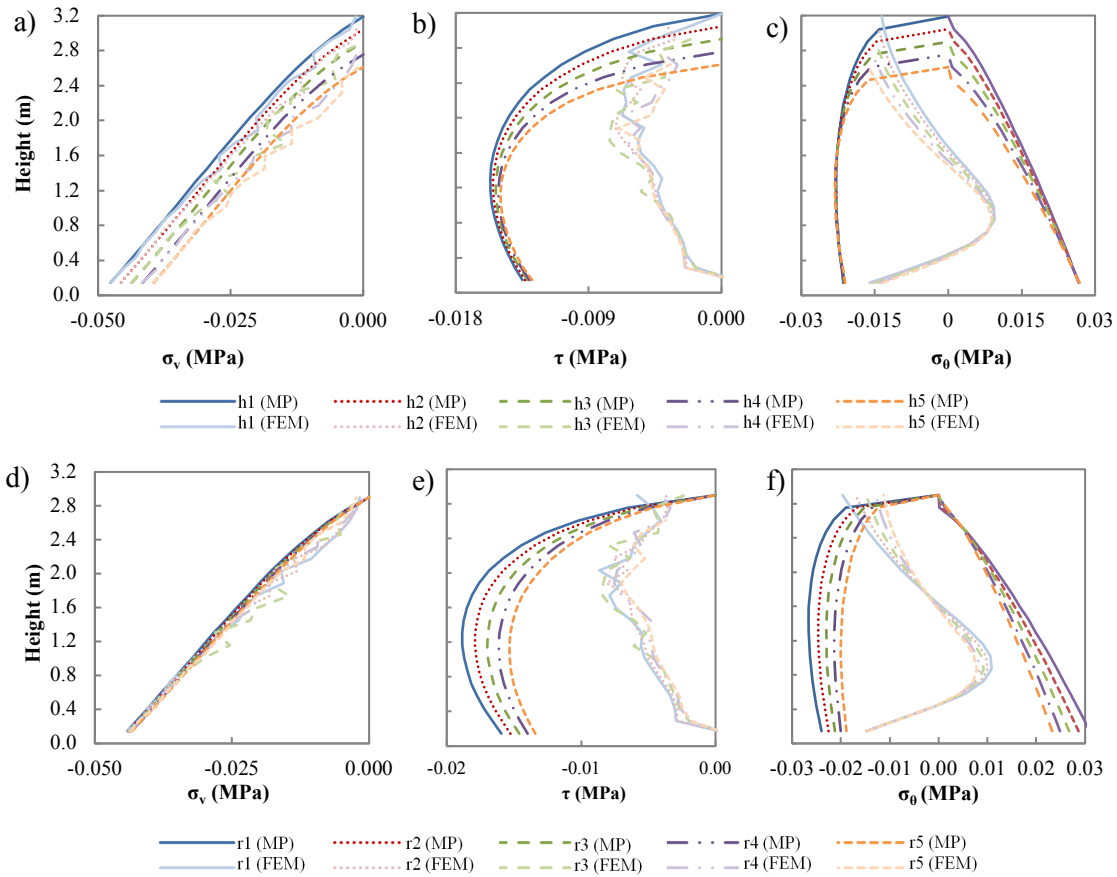 a)
b)
c)
Height (m)
3.2
2.8
2.4
2.0
1.6
1.2
0.8
0.4
0.0
-0.050 -0.025 0.000
-0.018 -0.009 0.000
-0.03 -0.015 0 0.015 0.03
σv (MPa)
τ (MPa)
σθ (MPa)
h1 (MP) h2 (MP) h3 (MP) h4 (MP) h5 (MP)
h1 (FEM) h2 (FEM) h3 (FEM) h4 (FEM) h5 (FEM)
d)
e)
f)
Height (m)
3.2
2.8
2.4
2.0
1.6
1.2
0.8
0.4
0.0
-0.050 -0.025 0.000
-0.02 -0.01 0.00
-0.03 -0.02 -0.01 0.00 0.01 0.02 0.03
σv (MPa)
τ (MPa)
σθ (MPa)
r1 (MP) r2 (MP) r3 (MP) r4 (MP) r5 (MP)
r1 (FEM) r2 (FEM) r3 (FEM) r4 (FEM) r5 (FEM)